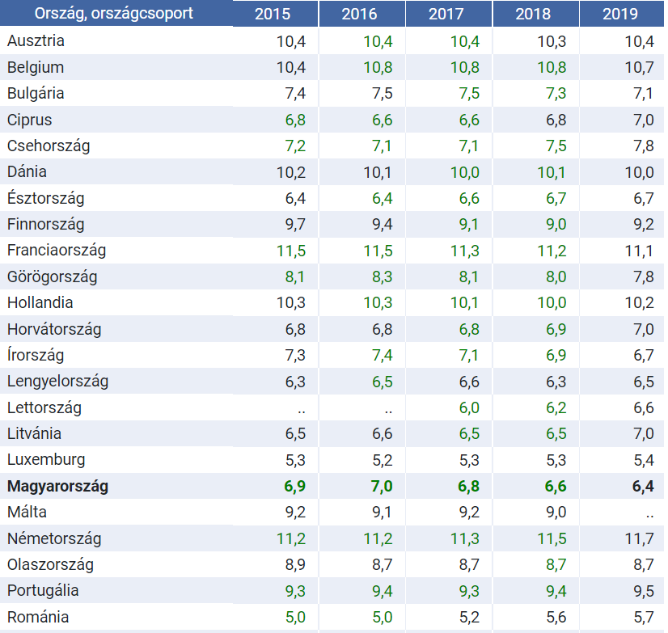 Ország, országcsoport 2015 2016 2017 2018 2019
Ausztria 10,4 10,4 10,4 10,3 10,4
Belgium 10,4 10,8 10,8 10,8 10,7
Bulgária 7,4 7,5 7,5 7,3 7,1
Ciprus 6,8 6,6 6,6 6,8 7,0
Csehország 7,2 7,1 7,1 7,5 7,8
Dánia 10,2 10,1 10,0 10,1 10,0
Észtország 6,4 6,4 6,6 6,7 6,7
Finnország 9,7 9,4 9,1 9,0 9,2
Franciaország 11,5 11,5 11,3 11,2 11,1
Görögország 8,1 8,3 8,1 8,0 7,8
Hollandia 10,3 10,3 10,1 10,0 10,2
Horvátország 6,8 6,8 6,8 6,9 7,0
Írország 7,3 7,4 7,1 6,9 6,7
Lengyelország 6,3 6,5 6,6 6,3 6,5
Lettország .. .. 6,0 6,2 6,6
Litvánia 6,5 6,6 6,5 6,5 7,0
Luxemburg 5,3 5,2 5,3 5,3 5,4
Magyarország 6,9 7,0 6,8 6,6 6,4
Málta 9,2 9,1 9,2 9,0 ..
Németország 11,2 11,2 11,3 11,5 11,7
Olaszország 8,9 8,7 8,7 8,7 8,7
Portugália 9,3 9,4 9,3 9,4 9,5
Románia 5,0 5,0 5,2 5,6 5,7